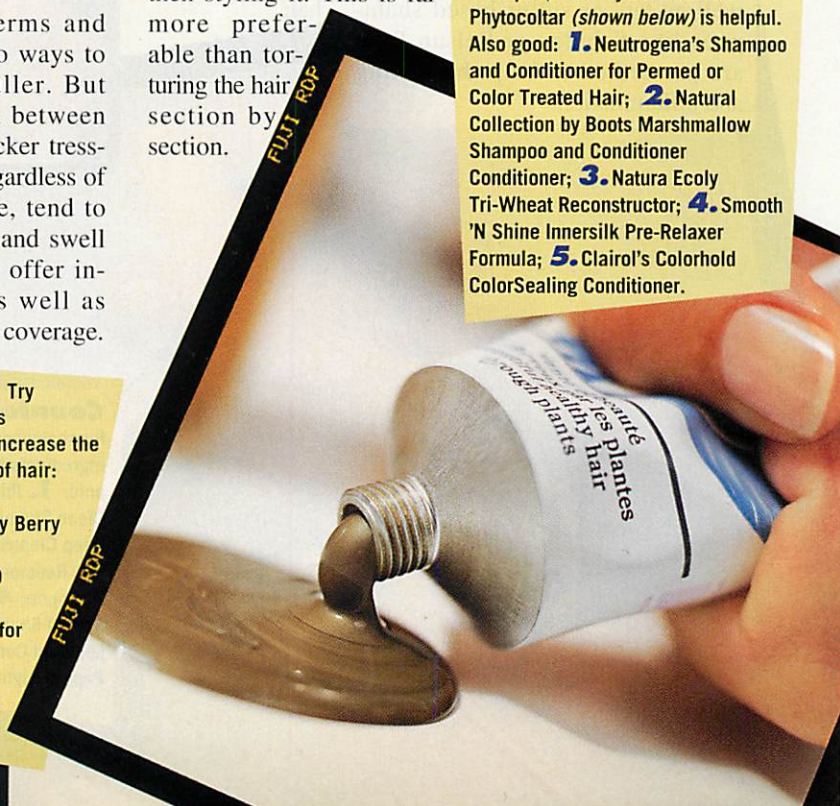 erms and
o ways to
ller. But
between
cker tress-
gardless of
e, tend to
and swell
offer in-
s well as
coverage.
Try
s
ncrease the
of hair:
y Berry
for
more prefer-
able than tor-
turing the hair
section by
section.
Phytocoltar (shown below) is helpful.
Also good: 1. Neutrogena's Shampoo
and Conditioner for Permed or
Color Treated Hair; 2. Natural
Collection by Boots Marshmallow
Shampoo and Conditioner
Conditioner; 3. Natura Ecoly
Tri-Wheat Reconstructor; 4. Smooth
'N Shine Innersilk Pre-Relaxer
Formula; 5. Clairol's Colorhold
ColorSealing Conditioner.
FUJI RDP
FUJI RDP
beauté
par les plantes
healthy hair
through plants